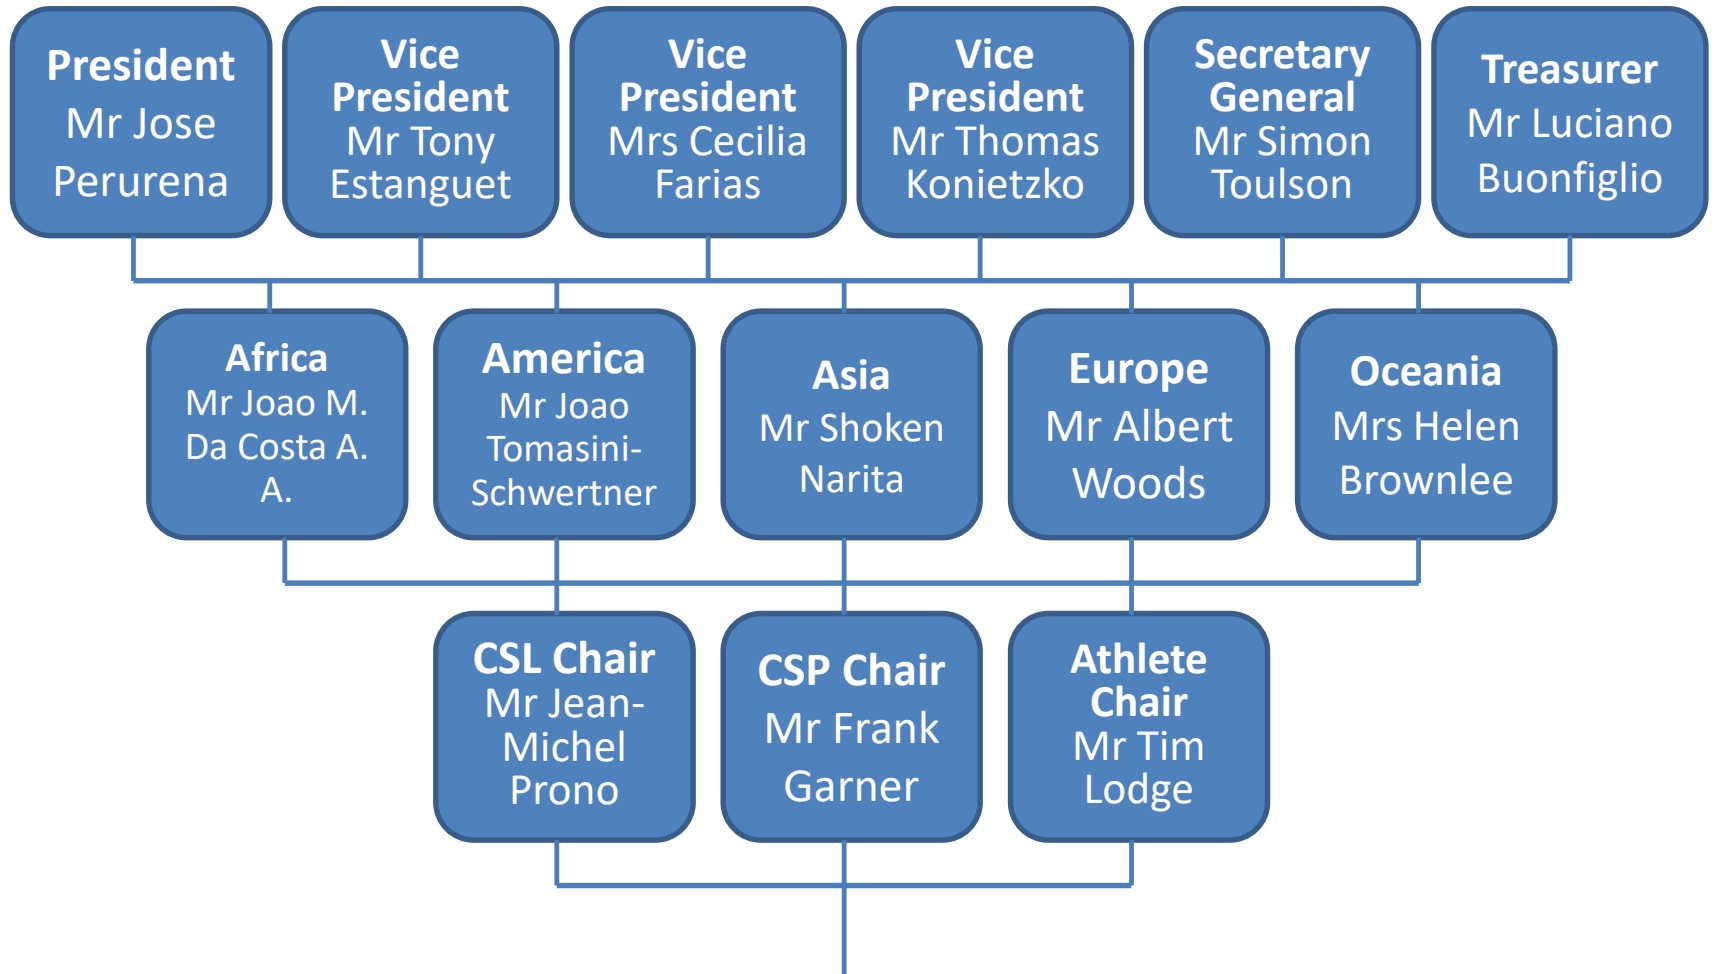 President
Mr Jose
Perurena
Vice
President
Mr Tony
Estanguet
Vice
President
Mrs Cecilia
Farias
Vice
President
Mr Thomas
Konietzko
Secretary
General
Mr Simon
Toulson
Treasurer
Mr Luciano
Buonfiglio
Africa
Mr Joao M.
Da Costa A.
A.
America
Mr Joao
Tomasini-
Schwertner
Asia
Mr Shoken
Narita
Europe
Mr Albert
Woods
Oceania
Mrs Helen
Brownlee
CSL Chair
Mr Jean-
Michel
Prono
CSP Chair
Mr Frank
Garner
Athlete
Chair
Mr Tim
Lodge